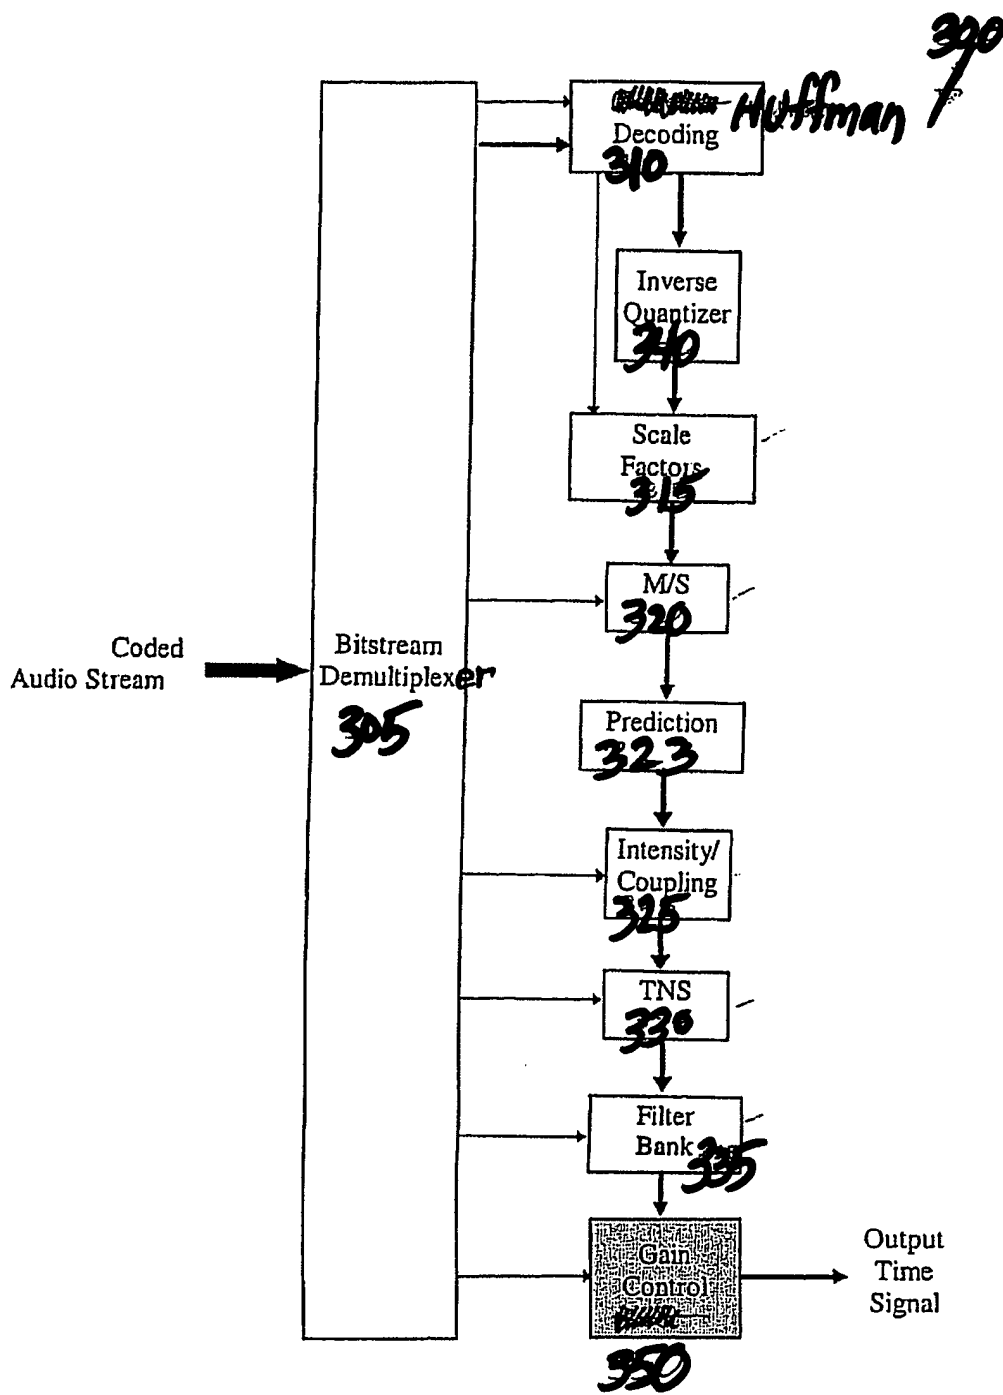 300
Huffman
Decoding
310
Inverse
Quantizer
340
Scale
Factors
315
M/S
320
Coded
Audio Stream
Bitstream
Demultiplexer
305
Prediction
323
Intensity/
Coupling
325
TNS
330
Filter
Bank
335
Gain
Control
350
Output
Time
Signal